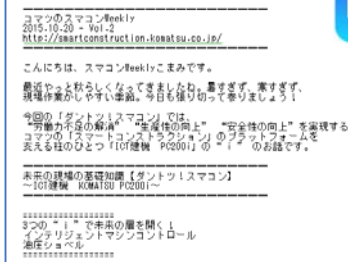 コマツのスマコンWeekly
2015.10.20 - Vol.2
http://smartconstruction.komatsu.co.jp/
こんにちは、スマコンWeeklyこまみです。
最近やっと秋らしくなってきましたね。暑すぎず、寒すぎず、
現場作業がしやすい季節。今日も張り切って参りましょう！
今回の「ダントツ！スマコン」では、
“労働力不足の解消” “生産性の向上” “安全性の向上”を実現する
コマツの「スマートコンストラクション」のプラットフォームを
支える柱のひとつ「ICT建機 PC200i」の“ i ”のお話です。
未来の現場の基礎知識【ダントツ！スマコン】
～ICT建機 KOMATSU PC200i～
3つの“ i ”で未来の扉を開く！
インテリジェントマシンコントロール
油圧ショベル